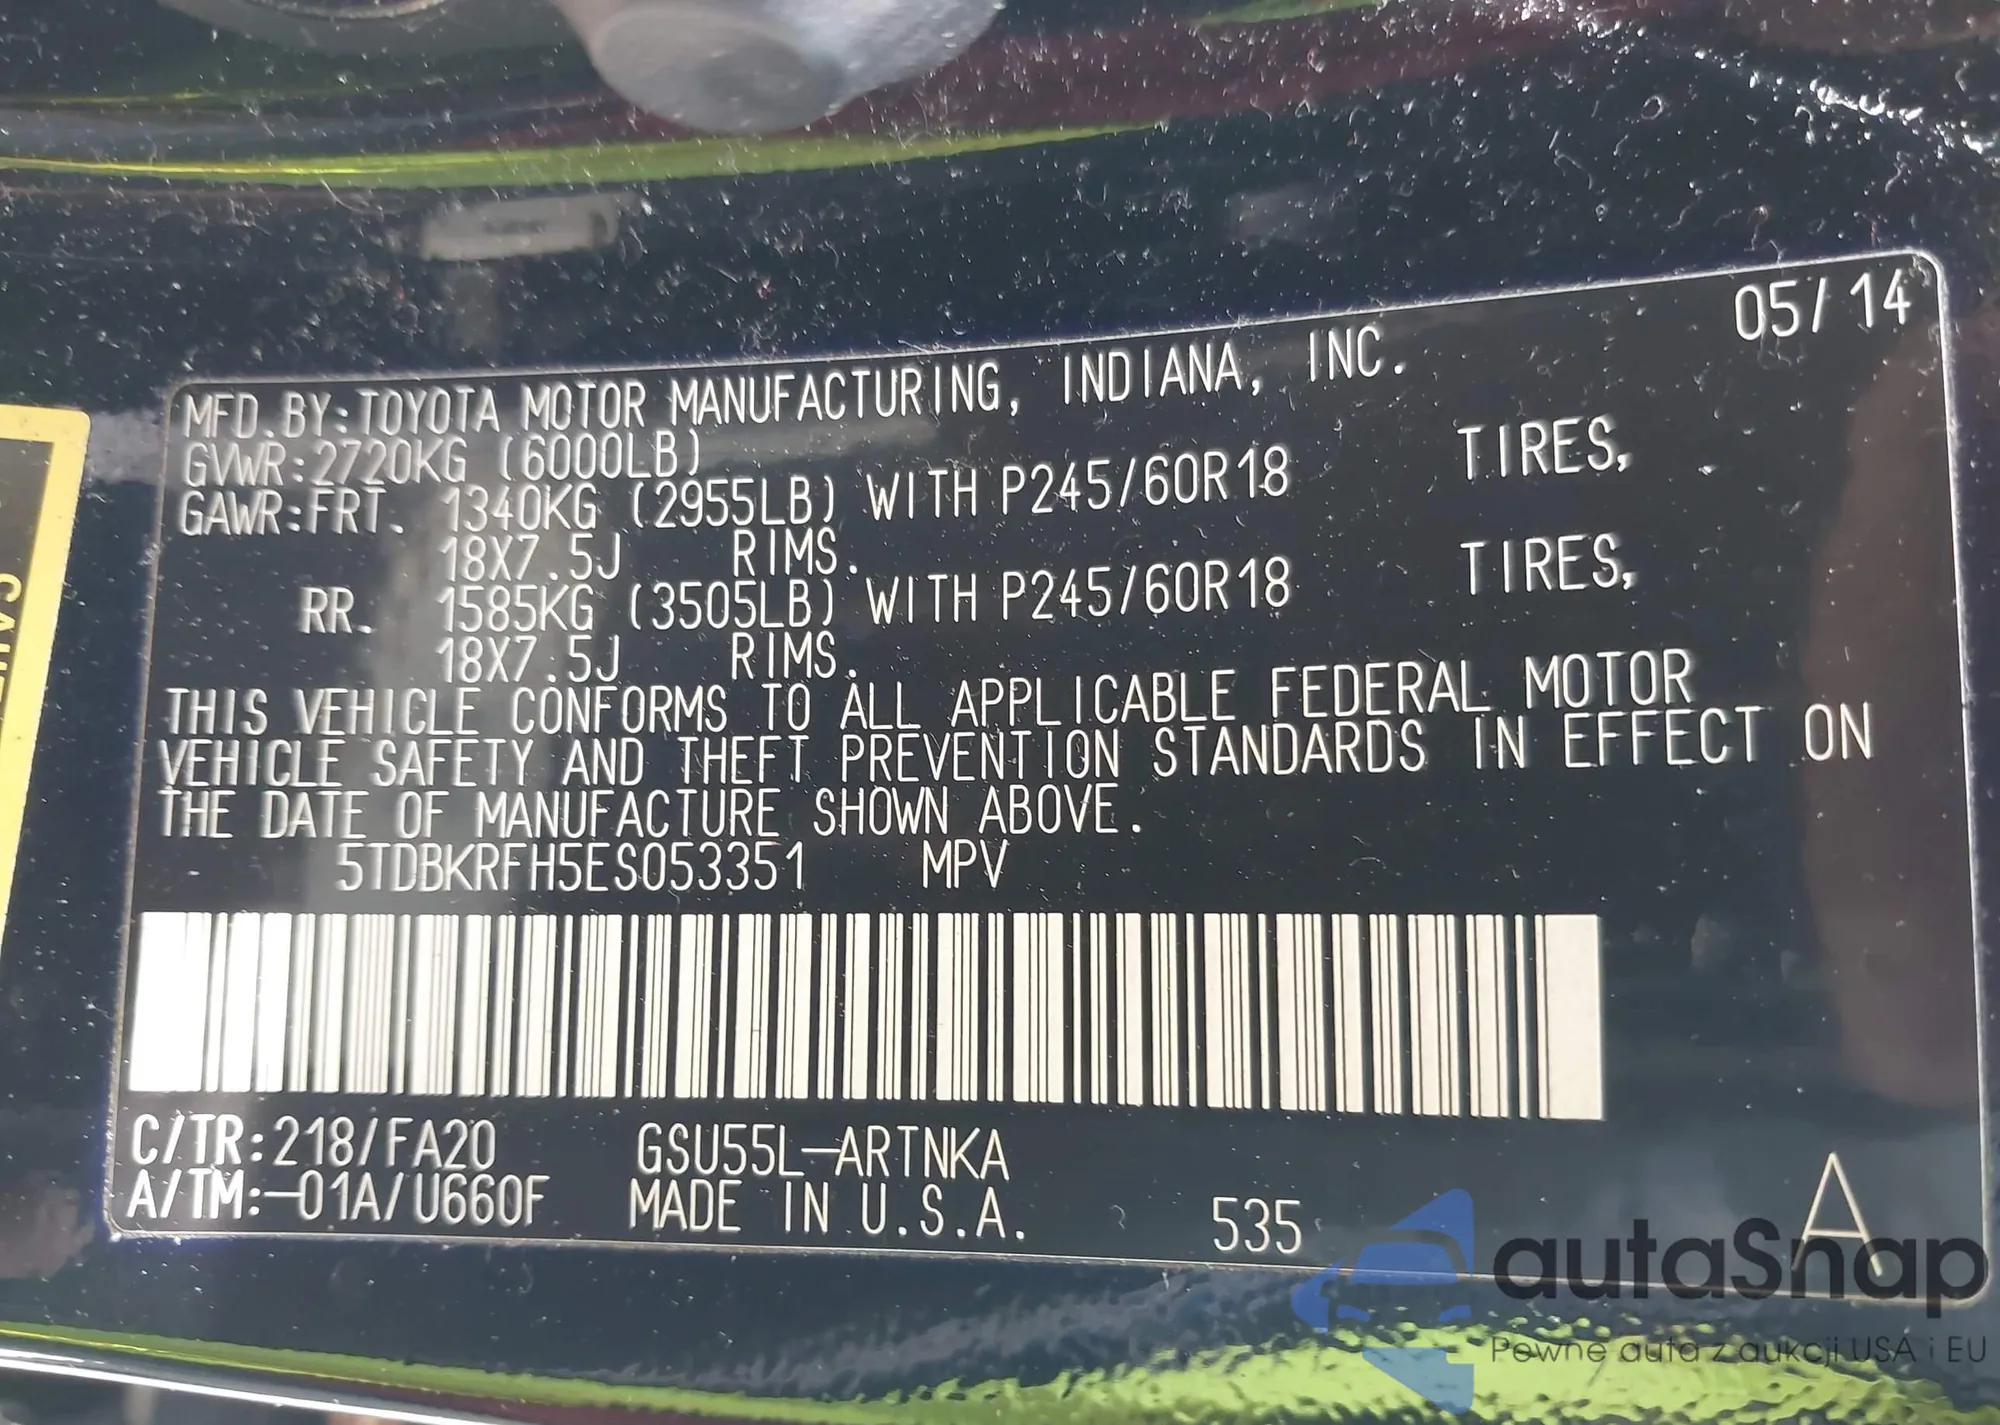 05/14
MFD.BY:TOYOTA MOTOR MANUFACTURING, INDIANA, INC.
GVWR:2720KG (6000LB)
GAWR:FRT. 1340KG (2955LB) WITH P245/60R18 TIRES,
18X7.5J RIMS.
RR. 1585KG (3505LB) WITH P245/60R18 TIRES,
18X7.5J RIMS.
THIS VEHICLE CONFORMS TO ALL APPLICABLE FEDERAL MOTOR
VEHICLE SAFETY AND THEFT PREVENTION STANDARDS IN EFFECT ON
THE DATE OF MANUFACTURE SHOWN ABOVE.
5TDBKRFH5ES053351 MPV
C/TR:218/FA20 GSU55L-ARTNKA
A/TM:-01A/U660F MADE IN U.S.A. 535 A
autaSnap
Pewne auta z aukcji USA i EU